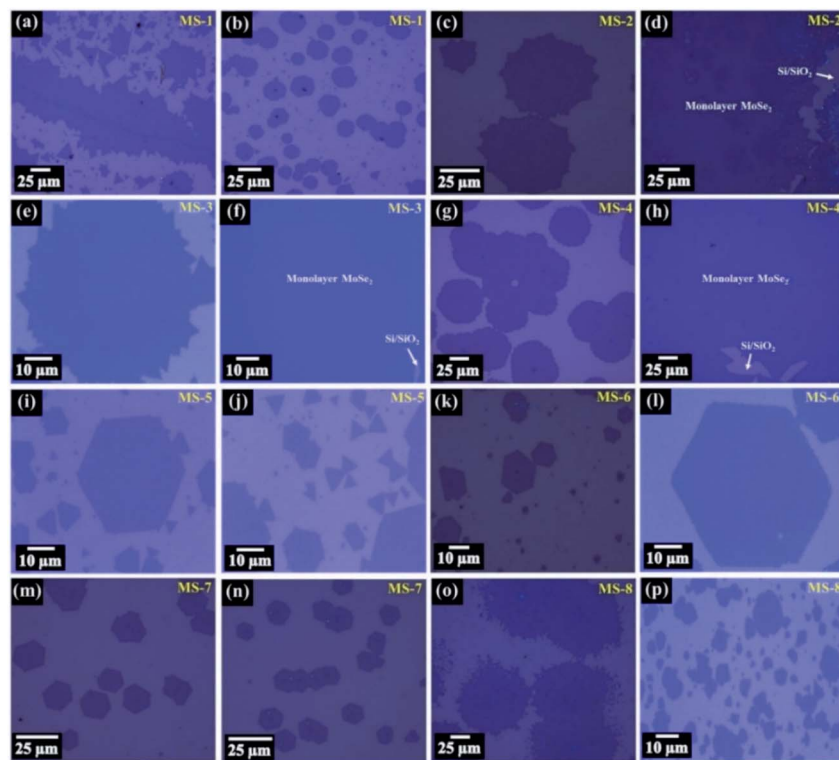 (a) MS-1
25 µm
(b) MS-1
25 µm
(c) MS-2
25 µm
(d) MS-2
Si/SiO₂
Monolayer MoSe₂
25 µm
(e) MS-3
10 µm
(f) MS-3
Monolayer MoSe₂
Si/SiO₂
10 µm
(g) MS-4
25 µm
(h) MS-4
Monolayer MoSe₂
Si/SiO₂
25 µm
(i) MS-5
10 µm
(j) MS-5
10 µm
(k) MS-6
10 µm
(l) MS-6
10 µm
(m) MS-7
25 µm
(n) MS-7
25 µm
(o) MS-8
25 µm
(p) MS-8
10 µm